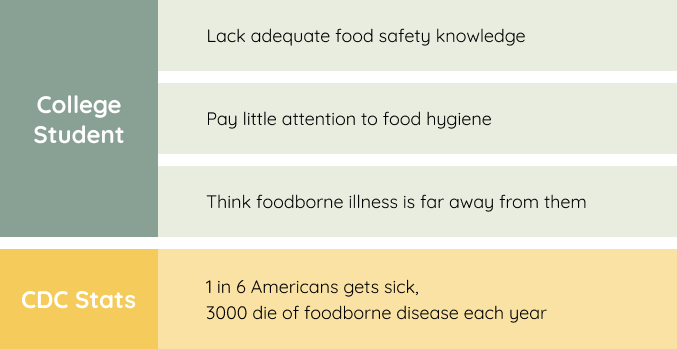 College
Student
Lack adequate food safety knowledge
Pay little attention to food hygiene
Think foodborne illness is far away from them
CDC Stats
1 in 6 Americans gets sick,
3000 die of foodborne disease each year